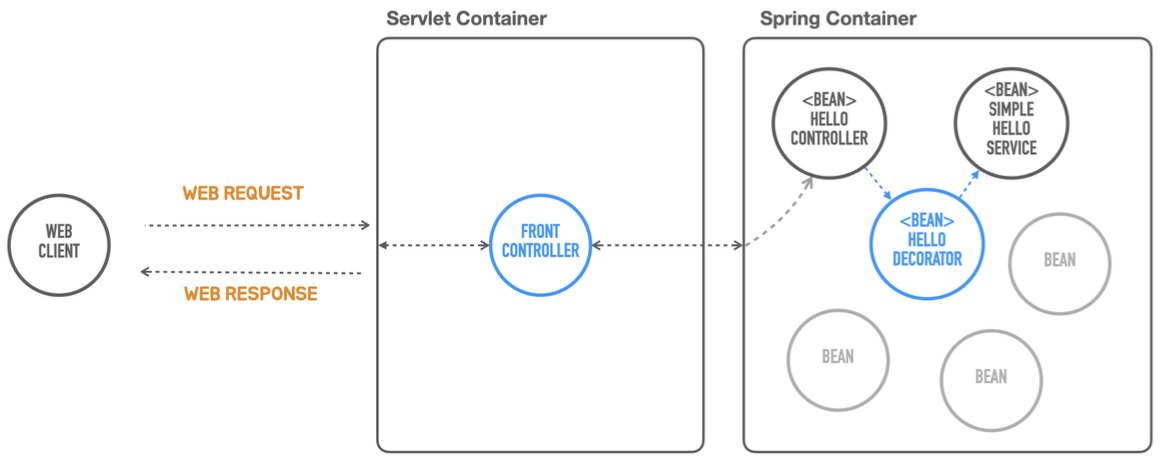 Servlet Container
Spring Container
WEB
CLIENT
WEB REQUEST
WEB RESPONSE
FRONT
CONTROLLER
<BEAN>
HELLO
CONTROLLER
<BEAN>
SIMPLE
HELLO
SERVICE
<BEAN>
HELLO
DECORATOR
BEAN
BEAN
BEAN